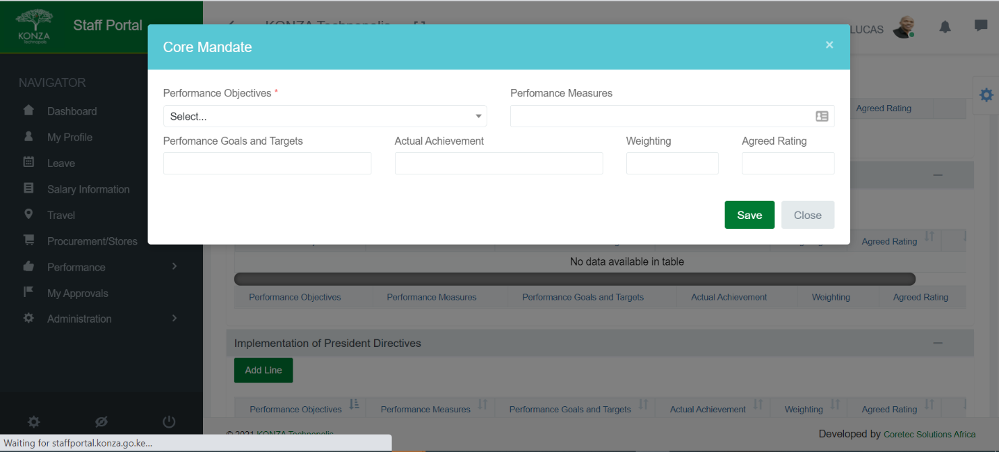 KONZA
Technopolis
Staff Portal
KONZA Technopolis
LUCAS
Core Mandate
×
NAVIGATOR
Dashboard
My Profile
Leave
Salary Information
Travel
Procurement/Stores
Performance
My Approvals
Administration
Performance Objectives * Perfomance Measures
Select...
Perfomance Goals and Targets Actual Achievement Weighting Agreed Rating
Save Close
Agreed Rating
Agreed Rating
No data available in table
Performance Objectives Performance Measures Performance Goals and Targets Actual Achievement Weighting Agreed Rating
Implementation of President Directives
Add Line
Performance Objectives Performance Measures Performance Goals and Targets Actual Achievement Weighting Agreed Rating
© 2021 KONZA Technopolis
Developed by Coretec Solutions Africa
Waiting for staffportal.konza.go.ke...